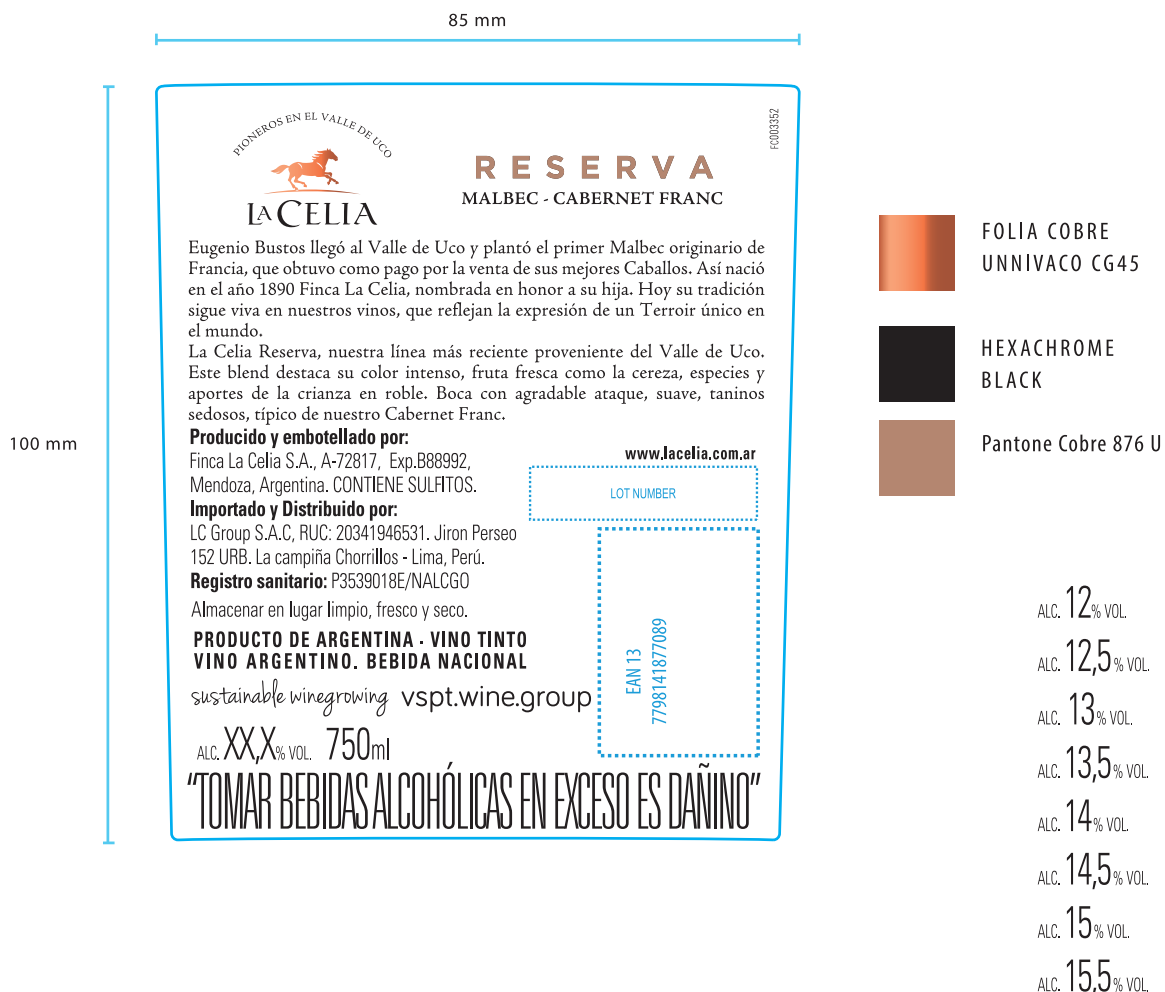 85 mm
100 mm
FC003352
PIONEROS EN EL VALLE DE UCO
LA CELIA
RESERVA
MALBEC - CABERNET FRANC
Eugenio Bustos llegó al Valle de Uco y plantó el primer Malbec originario de
Francia, que obtuvo como pago por la venta de sus mejores Caballos. Así nació
en el año 1890 Finca La Celia, nombrada en honor a su hija. Hoy su tradición
sigue viva en nuestros vinos, que reflejan la expresión de un Terroir único en
el mundo.
La Celia Reserva, nuestra línea más reciente proveniente del Valle de Uco.
Este blend destaca su color intenso, fruta fresca como la cereza, especies y
aportes de la crianza en roble. Boca con agradable ataque, suave, taninos
sedosos, típico de nuestro Cabernet Franc.
Producido y embotellado por:
Finca La Celia S.A., A-72817, Exp.B88992,
Mendoza, Argentina. CONTIENE SULFITOS.
Importado y Distribuido por:
LC Group S.A.C, RUC: 20341946531. Jiron Perseo
152 URB. La campiña Chorrillos - Lima, Perú.
Registro sanitario: P3539018E/NALCGO
Almacenar en lugar limpio, fresco y seco.
PRODUCTO DE ARGENTINA - VINO TINTO
VINO ARGENTINO. BEBIDA NACIONAL
sustainable winegrowing vspt.wine.group
ALC. XX,X% VOL. 750ml
"TOMAR BEBIDAS ALCOHÓLICAS EN EXCESO ES DAÑINO"
www.lacelia.com.ar
LOT NUMBER
EAN 13
7798141877089
FOLIA COBRE
UNNIVACO CG45
HEXACHROME
BLACK
Pantone Cobre 876 U
ALC. 12% VOL.
ALC. 12,5% VOL.
ALC. 13% VOL.
ALC. 13,5% VOL.
ALC. 14% VOL.
ALC. 14,5% VOL.
ALC. 15% VOL.
ALC. 15,5% VOL.